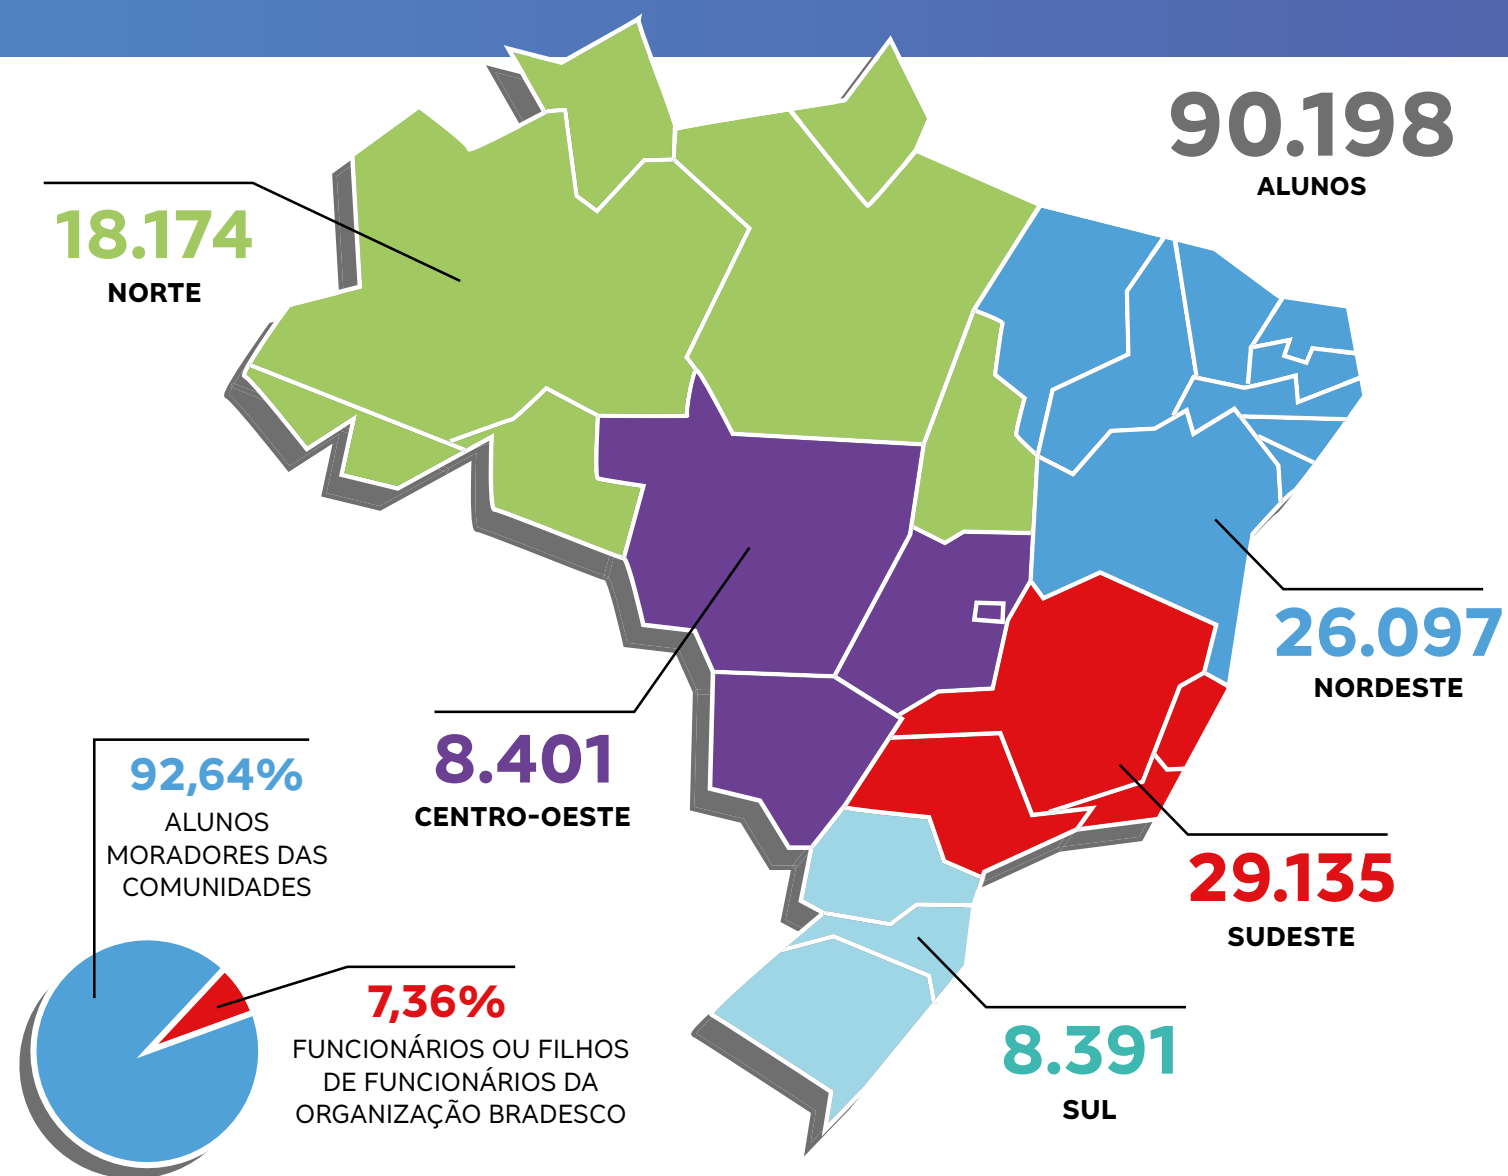 90.198
ALUNOS
18.174
NORTE
26.097
NORDESTE
8.401
CENTRO-OESTE
29.135
SUDESTE
8.391
SUL
92,64%
ALUNOS
MORADORES DAS
COMUNIDADES
7,36%
FUNCIONÁRIOS OU FILHOS
DE FUNCIONÁRIOS DA
ORGANIZAÇÃO BRADESCO